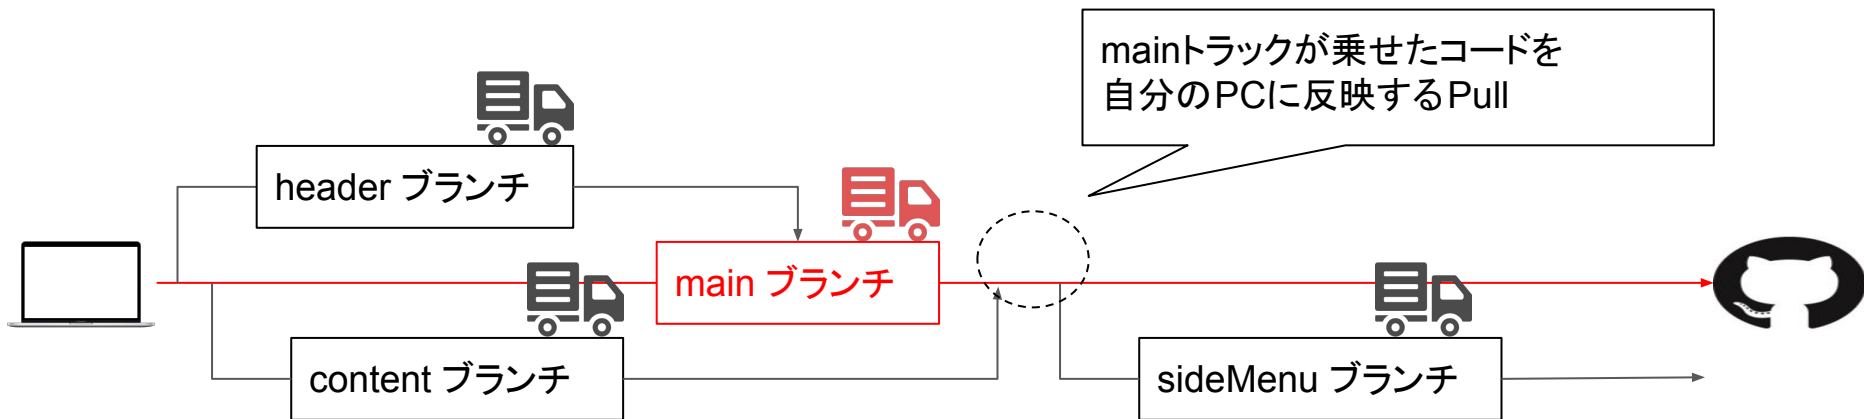 mainトラックが乗せたコードを
自分のPCに反映するPull
header ブランチ
main ブランチ
content ブランチ
sideMenu ブランチ